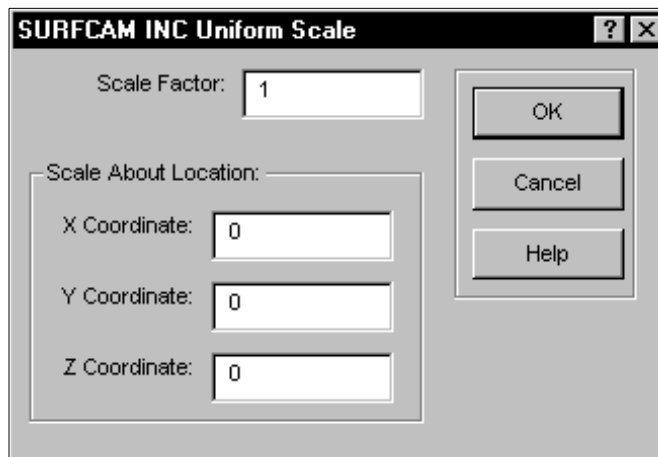 SURFCAM INC Uniform Scale ? ×
Scale Factor: 1
OK
Scale About Location:
Cancel
X Coordinate: 0
Help
Y Coordinate: 0
Z Coordinate: 0